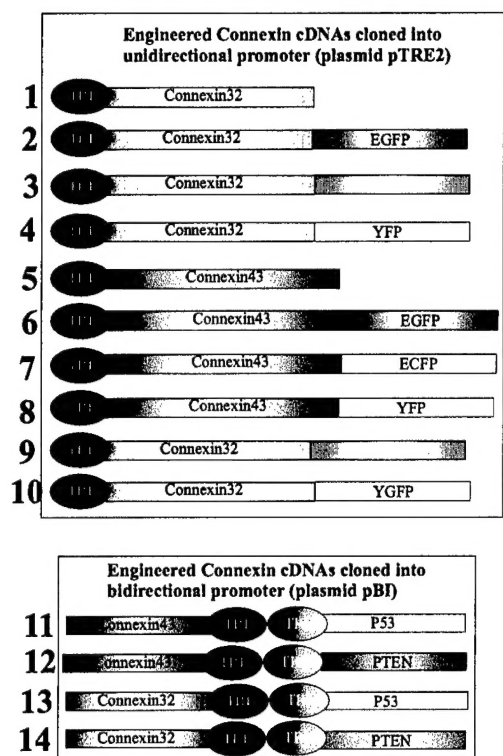 Engineered Connexin cDNAs cloned into
unidirectional promoter (plasmid pTRE2)
1 Connexin32
2 Connexin32 EGFP
3 Connexin32
4 Connexin32 YFP
5 Connexin43
6 Connexin43 EGFP
7 Connexin43 ECFP
8 Connexin43 YFP
9 Connexin32
10 Connexin32 YGFP
Engineered Connexin cDNAs cloned into
bidirectional promoter (plasmid pBI)
11 onnexin43 P53
12 onnexin43 PTEN
13 Connexin32 P53
14 Connexin32 PTEN